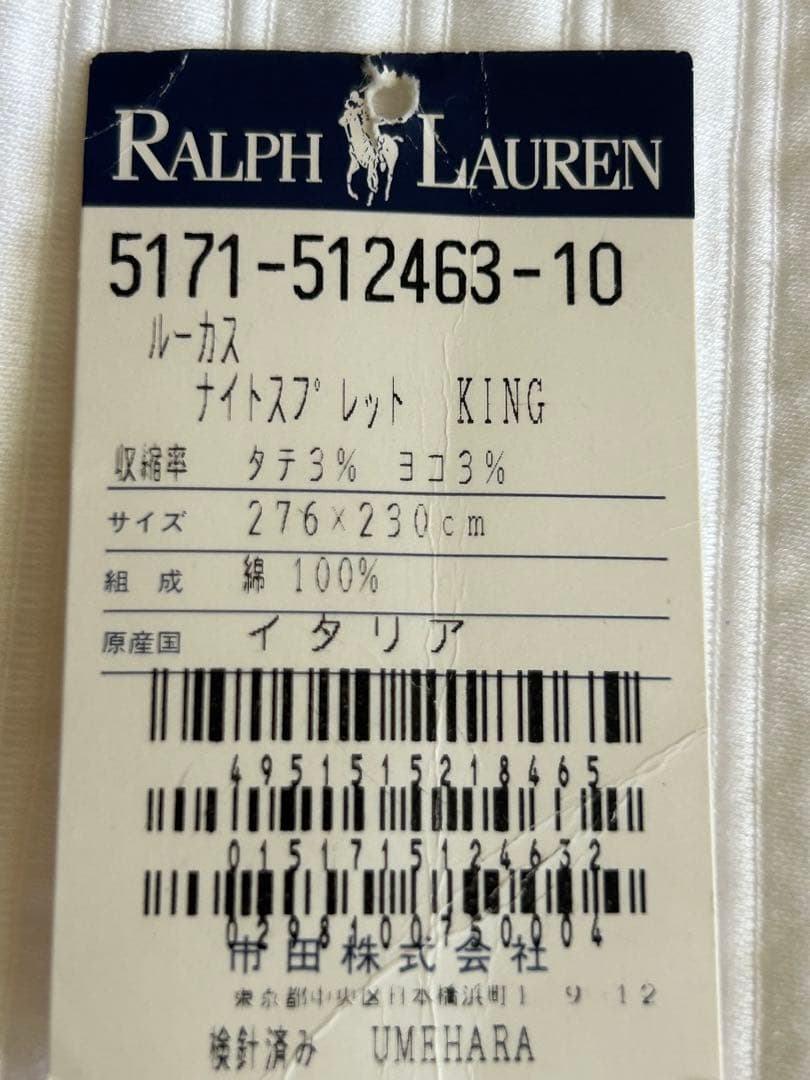 RALPH LAUREN
5171-512463-10
ルーカス
ナイトスプレット KING
収縮率 タテ3% ヨコ3%
サイズ 276×230cm
組成 綿 100%
原産国 イタリア
4951515218465
0151715124632
0298100750004
市田株式会社
東京都中央区日本橋浜町1 9-12
検針済み UMEHARA